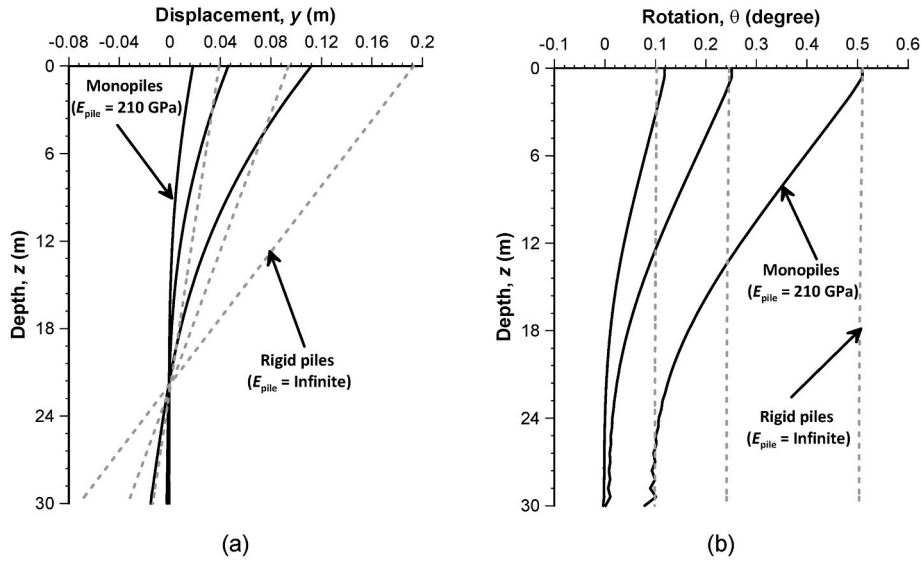 Displacement, y (m)
-0.08 -0.04 0 0.04 0.08 0.12 0.16 0.2
0
6
12
18
24
30
Depth, z (m)
Monopiles
(Epile = 210 GPa)
Rigid piles
(Epile = Infinite)
(a)
Rotation, θ (degree)
-0.1 0 0.1 0.2 0.3 0.4 0.5 0.6
0
6
12
18
24
30
Depth, z (m)
Monopiles
(Epile = 210 GPa)
Rigid piles
(Epile = Infinite)
(b)